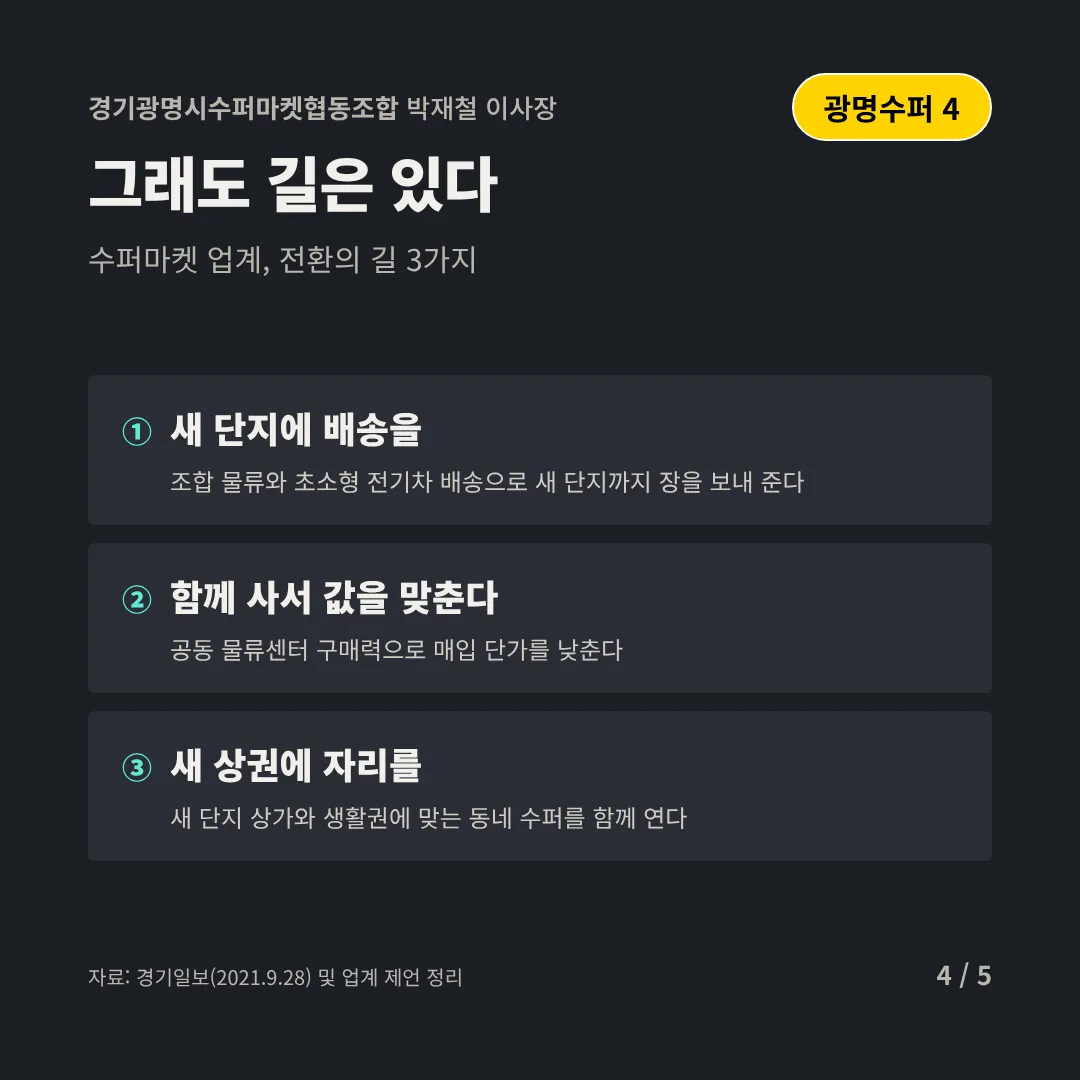 경기광명시수퍼마켓협동조합 박재철 이사장
광명수퍼 4
그래도 길은 있다
수퍼마켓 업계, 전환의 길 3가지
① 새 단지에 배송을
조합 물류와 초소형 전기차 배송으로 새 단지까지 장을 보내 준다
② 함께 사서 값을 맞춘다
공동 물류센터 구매력으로 매입 단가를 낮춘다
③ 새 상권에 자리를
새 단지 상가와 생활권에 맞는 동네 수퍼를 함께 연다
자료: 경기일보(2021.9.28) 및 업계 제언 정리
4 / 5